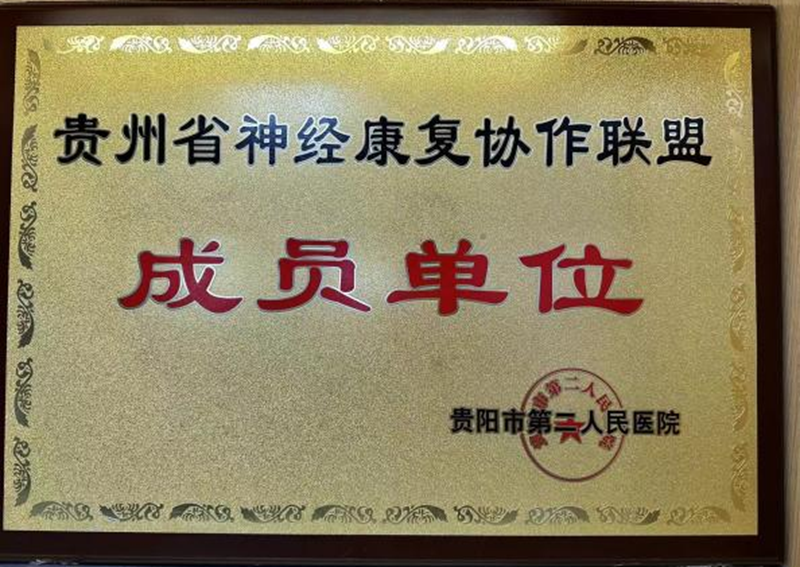 贵州省神经康复协作联盟
成员单位
贵阳市第二人民医院